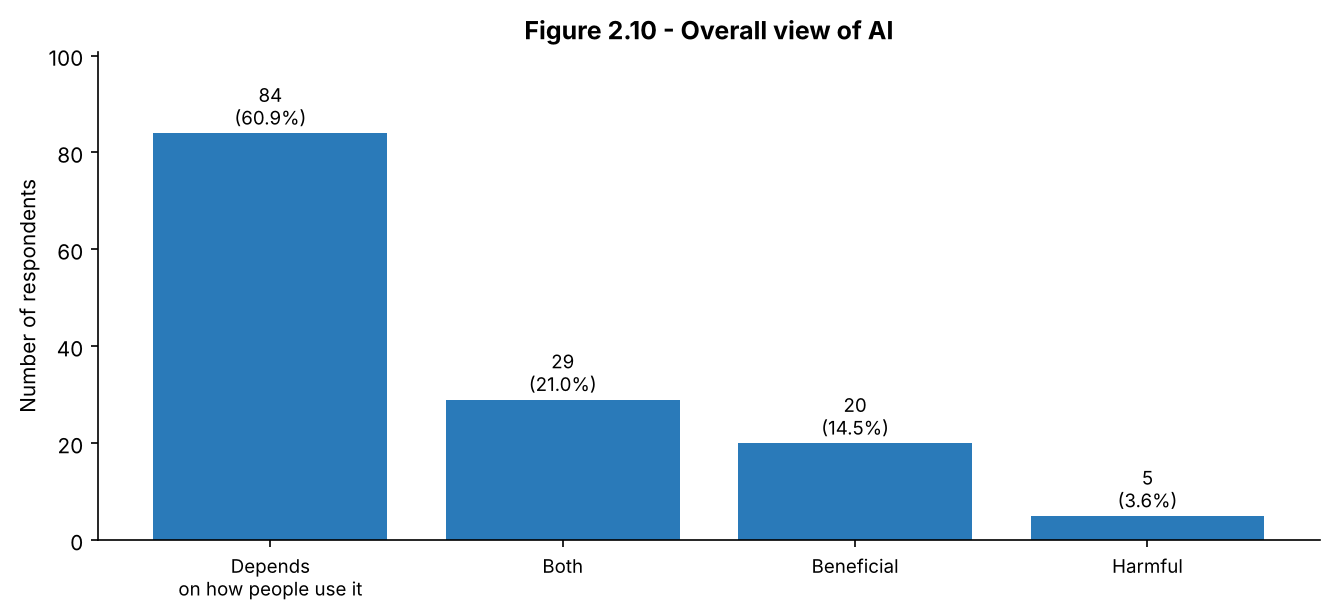 Figure 2.10 - Overall view of AI
Number of respondents
100
80
60
40
20
0
84
(60.9%)
29
(21.0%)
20
(14.5%)
5
(3.6%)
Depends
on how people use it
Both
Beneficial
Harmful